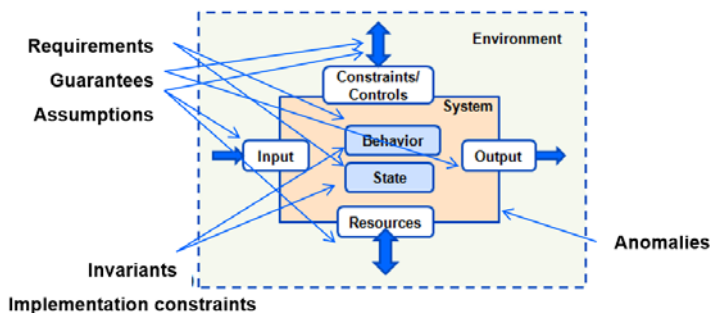 Requirements
Guarantees
Assumptions
Environment
Constraints/
Controls
System
Behavior
Input
Output
State
Resources
Anomalies
Invariants
Implementation constraints